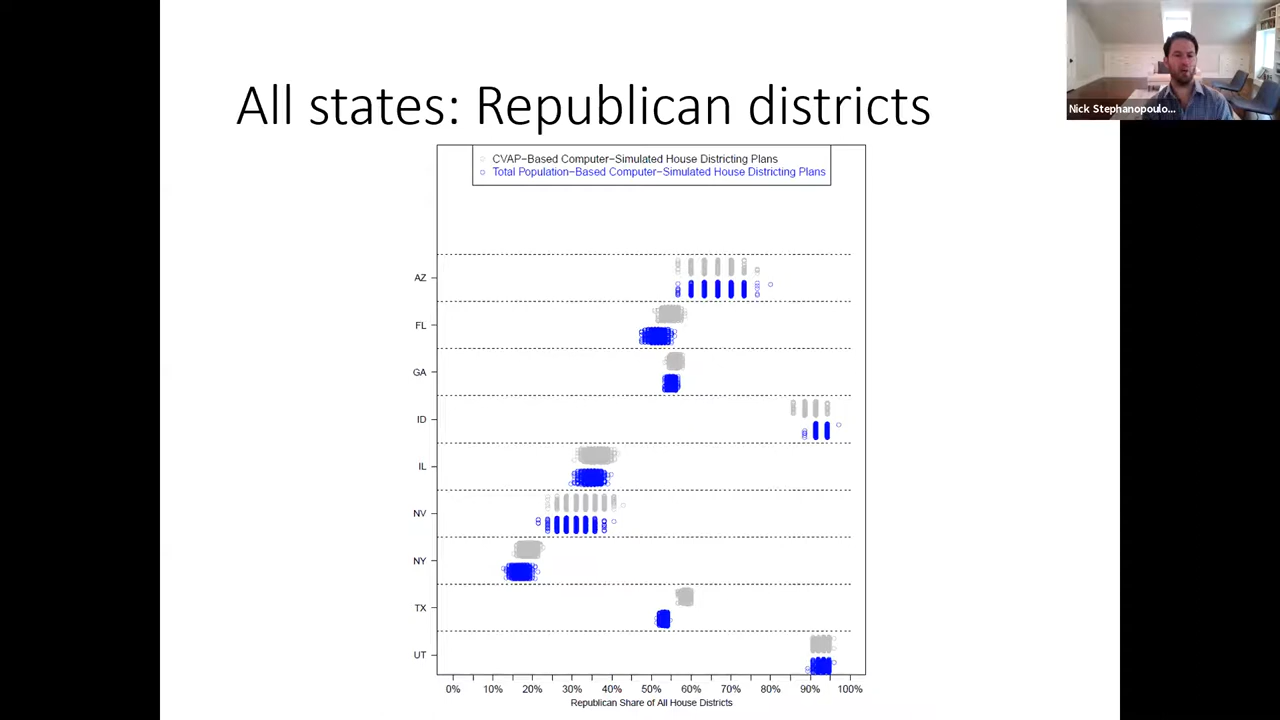 Nick Stephanopoulo...
All states: Republican districts
CVAP−Based Computer−Simulated House Districting Plans
Total Population−Based Computer−Simulated House Districting Plans
AZ
FL
GA
ID
IL
NV
NY
TX
UT
0% 10% 20% 30% 40% 50% 60% 70% 80% 90% 100%
Republican Share of All House Districts